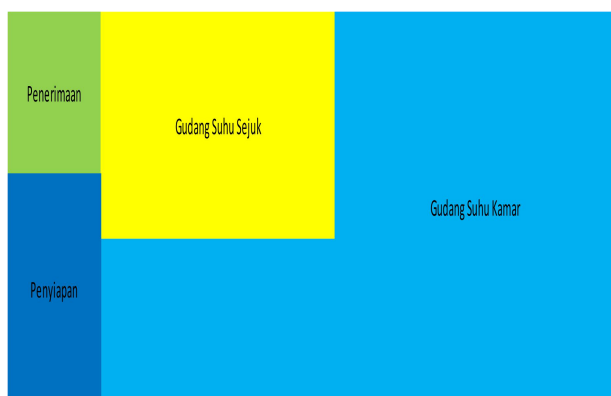 Penerimaan
Gudang Suhu Sejuk
Gudang Suhu Kamar
Penyiapan